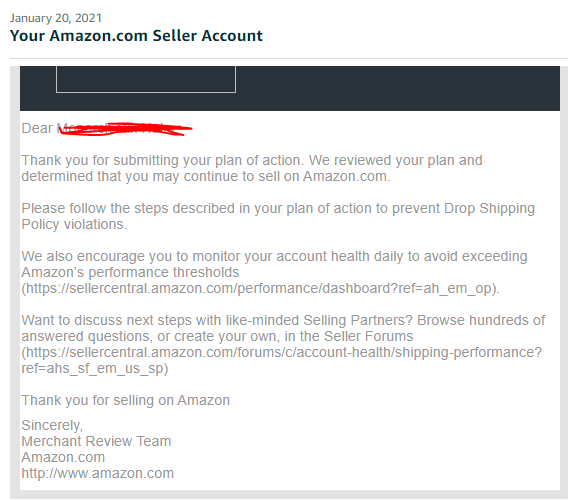 January 20, 2021
Your Amazon.com Seller Account
Dear
Thank you for submitting your plan of action. We reviewed your plan and
determined that you may continue to sell on Amazon.com.
Please follow the steps described in your plan of action to prevent Drop Shipping
Policy violations.
We also encourage you to monitor your account health daily to avoid exceeding
Amazon's performance thresholds
(https://sellercentral.amazon.com/performance/dashboard?ref=ah_em_op).
Want to discuss next steps with like-minded Selling Partners? Browse hundreds of
answered questions, or create your own, in the Seller Forums
(https://sellercentral.amazon.com/forums/c/account-health/shipping-performance?
ref=ahs_sf_em_us_sp)
Thank you for selling on Amazon
Sincerely,
Merchant Review Team
Amazon.com
http://www.amazon.com